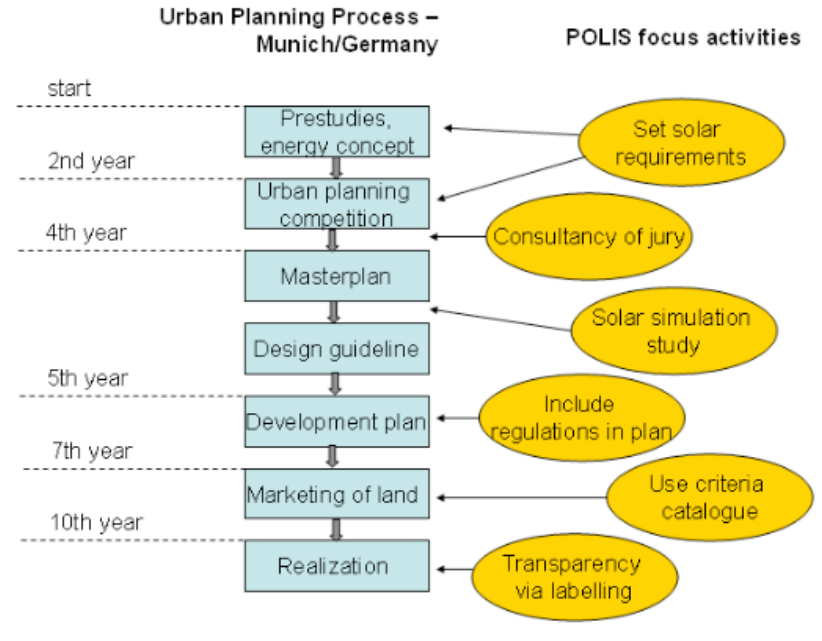 Urban Planning Process –
Munich/Germany
POLIS focus activities
start
Prestudies,
energy concept
Set solar
requirements
2nd year
Urban planning
competition
4th year
Consultancy of jury
Masterplan
Solar simulation
study
Design guideline
5th year
Include
regulations in plan
Development plan
7th year
Marketing of land
Use criteria
catalogue
10th year
Realization
Transparency
via labelling